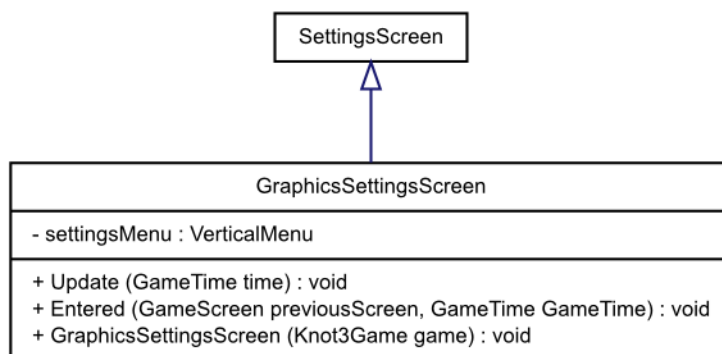 SettingsScreen
GraphicsSettingsScreen
- settingsMenu : VerticalMenu
+ Update (GameTime time) : void
+ Entered (GameScreen previousScreen, GameTime GameTime) : void
+ GraphicsSettingsScreen (Knot3Game game) : void